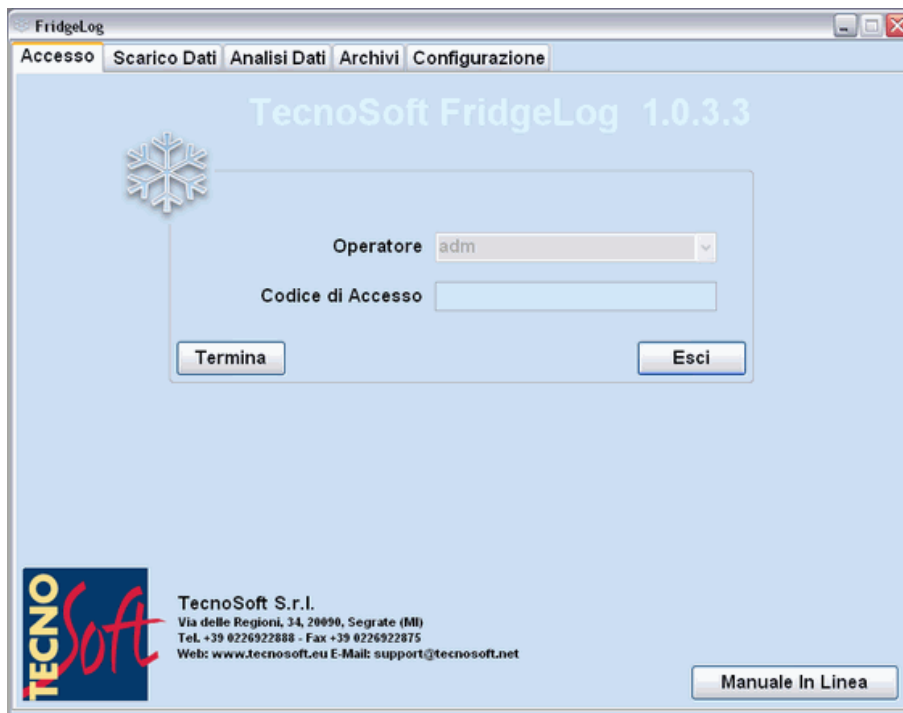 FridgeLog
Accesso Scarico Dati Analisi Dati Archivi Configurazione
TecnoSoft FridgeLog 1.0.3.3
Operatore adm
Codice di Accesso
Termina Esci
TECNO Soft
TecnoSoft S.r.l.
Via delle Regioni, 34, 20090, Segrate (MI)
Tel. +39 0226922888 - Fax +39 0226922875
Web: www.tecnosoft.eu E-Mail: support@tecnosoft.net
Manuale In Linea